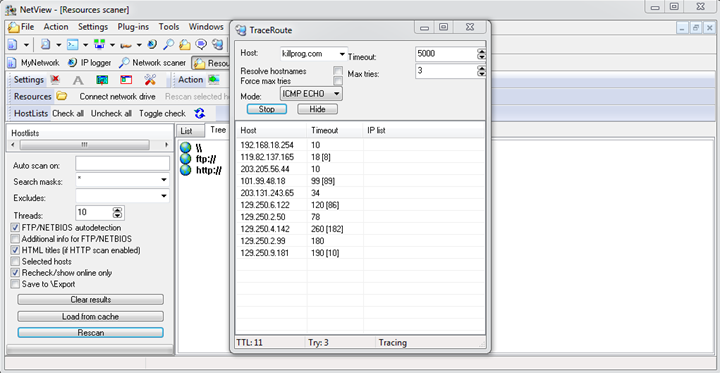 NetView - [Resources scaner]
File Action Settings Plug-ins Tools Windows
MyNetwork IP logger Network scaner Resou
Settings Action
Resources Connect network drive Rescan selected h
HostLists Check all Uncheck all Toggle check
Hostlists
Auto scan on:
Search masks: *
Excludes:
Threads: 10
FTP/NETBIOS autodetection
Additional info for FTP/NETBIOS
HTML titles (if HTTP scan enabled)
Selected hosts
Recheck/show online only
Save to \Export
Clear results
Load from cache
Rescan
List Tree
\\
ftp://
http://
TraceRoute
Host: killprog.com Timeout: 5000
Resolve hostnames Max tries: 3
Force max tries
Mode: ICMP ECHO
Stop Hide
Host Timeout IP list
192.168.18.254 10
119.82.137.165 18 [8]
203.205.56.44 10
101.99.48.18 99 [89]
203.131.243.65 34
129.250.6.122 120 [86]
129.250.2.50 78
129.250.4.142 260 [182]
129.250.2.99 180
129.250.9.181 190 [10]
TTL: 11 Try: 3 Tracing